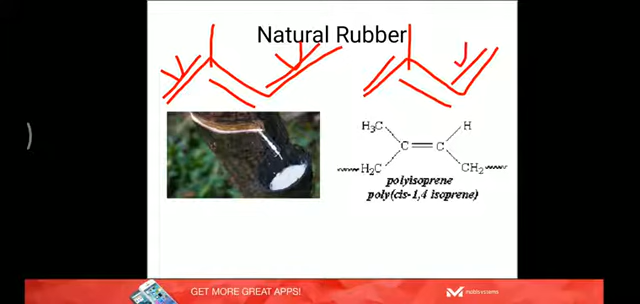 Natural Rubber
H₃C
H
C
C
H₂C
CH₂
polyisoprene
poly(cis-1,4 isoprene)
GET MORE GREAT APPS!
mobisystems